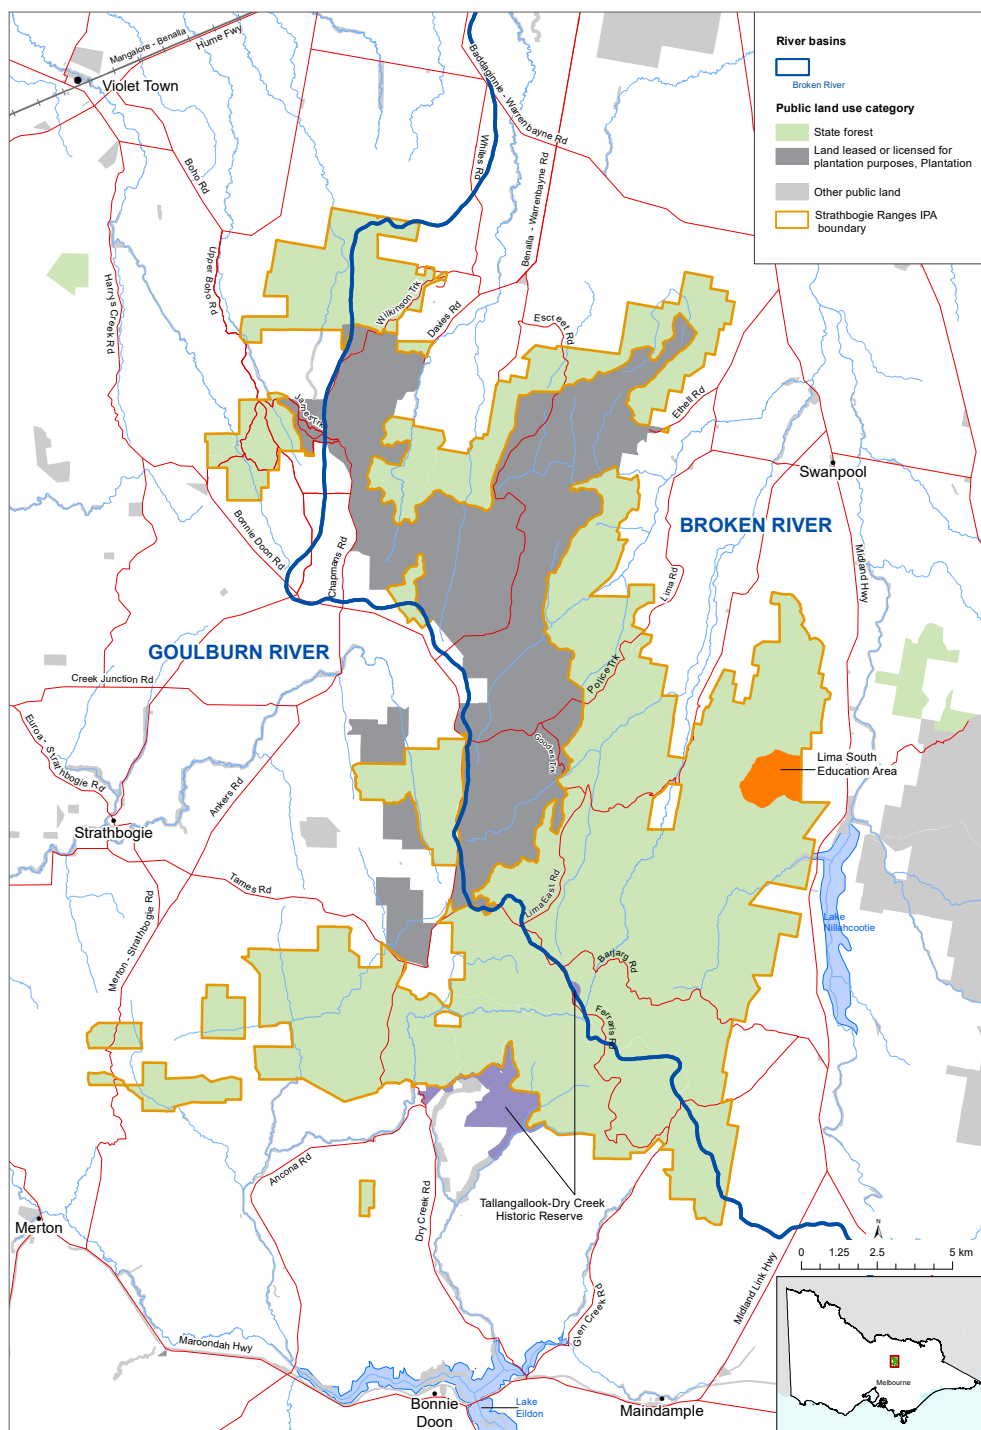 Mangalore - Benalla
Hume Fwy
Violet Town
Baddaginnie - Warrenbayne Rd
Whites Rd
Benalla - Warrenbayne Rd
Boho Rd
Upper Boho Rd
Harrys Creek Rd
River basins
Broken River
Public land use category
State forest
Land leased or licensed for
plantation purposes, Plantation
Other public land
Strathbogie Ranges IPA
boundary
Wilkinson Trk
Davies Rd
Escreet Rd
Ethell Rd
James Trk
Swanpool
BROKEN RIVER
Bonnie Doon Rd
Chapmans Rd
Lima Rd
Midland Hwy
GOULBURN RIVER
Creek Junction Rd
Police Trk
Euroa - Strathbogie Rd
Ankers Rd
Goodes Trk
Lima South
Education Area
Strathbogie
Tames Rd
Lima East Rd
Merton - Strathbogie Rd
Lake
Nillahcootie
Barjarg Rd
Ferraris Rd
Ancona Rd
Dry Creek Rd
Tallangallook-Dry Creek
Historic Reserve
Merton
Glen Creek Rd
Midland Link Hwy
N
0 1.25 2.5 5 km
Maroondah Hwy
Bonnie
Doon
Lake
Eildon
Maindample
Melbourne